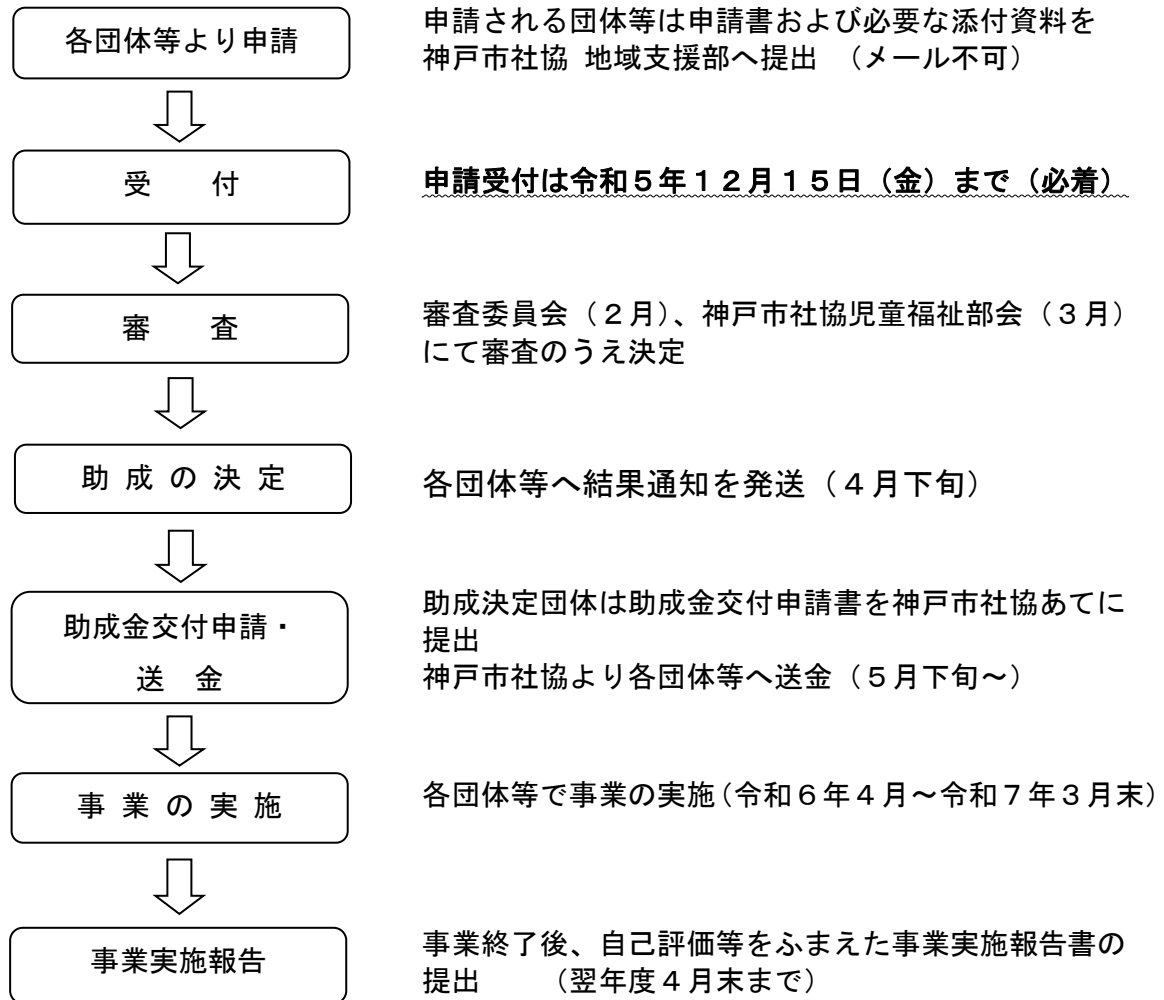 各団体等より申請
申請される団体等は申請書および必要な添付資料を
神戸市社協 地域支援部へ提出 （メール不可）
受 付
申請受付は令和５年１２月１５日（金）まで（必着）
審 査
審査委員会（２月）、神戸市社協児童福祉部会（３月）
にて審査のうえ決定
助 成 の 決 定
各団体等へ結果通知を発送（４月下旬）
助成金交付申請・
送 金
助成決定団体は助成金交付申請書を神戸市社協あてに
提出
神戸市社協より各団体等へ送金（５月下旬～）
事 業 の 実 施
各団体等で事業の実施（令和６年４月～令和７年３月末）
事業実施報告
事業終了後、自己評価等をふまえた事業実施報告書の
提出 （翌年度４月末まで）